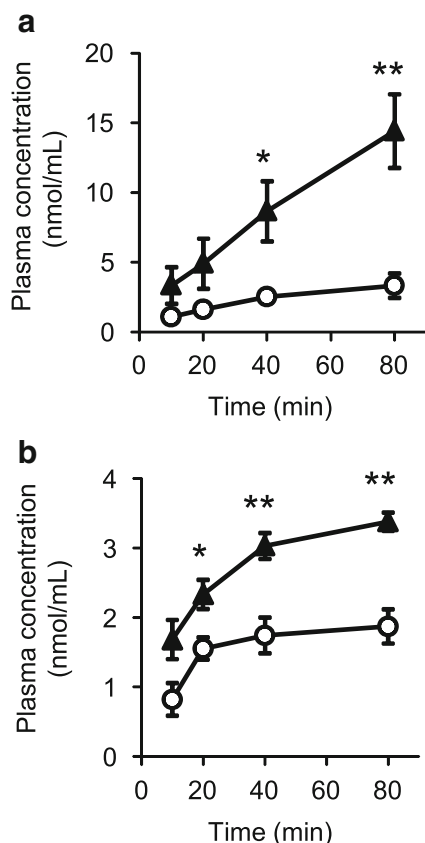 a
Plasma concentration
(nmol/mL)
20
15
10
5
0
*
**
0 20 40 60 80
Time (min)
b
Plasma concentration
(nmol/mL)
4
3
2
1
0
*
**
**
0 20 40 60 80
Time (min)